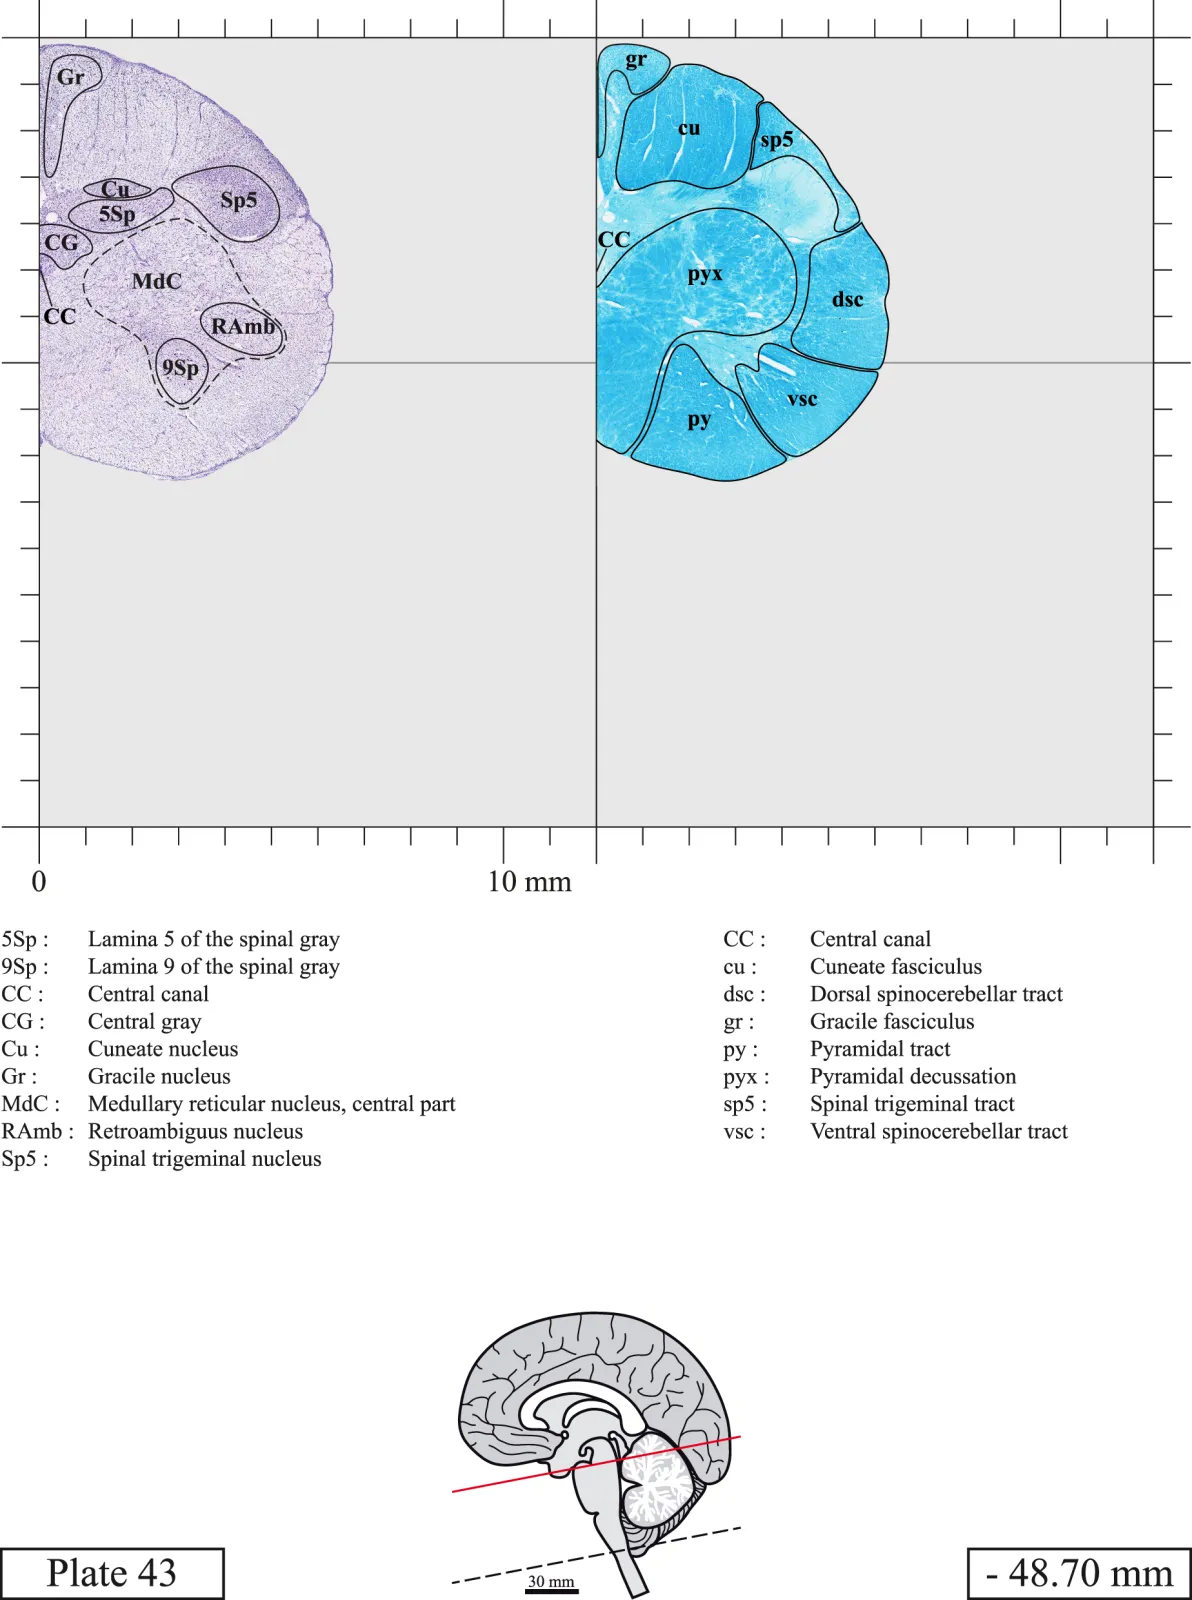 Gr
Cu
5Sp
Sp5
CG
MdC
CC
RAmb
9Sp
gr
cu
sp5
CC
pyx
dsc
vsc
py
0
10 mm
5Sp : Lamina 5 of the spinal gray
9Sp : Lamina 9 of the spinal gray
CC : Central canal
CG : Central gray
Cu : Cuneate nucleus
Gr : Gracile nucleus
MdC : Medullary reticular nucleus, central part
RAmb : Retroambiguus nucleus
Sp5 : Spinal trigeminal nucleus
CC : Central canal
cu : Cuneate fasciculus
dsc : Dorsal spinocerebellar tract
gr : Gracile fasciculus
py : Pyramidal tract
pyx : Pyramidal decussation
sp5 : Spinal trigeminal tract
vsc : Ventral spinocerebellar tract
30 mm
Plate 43
- 48.70 mm